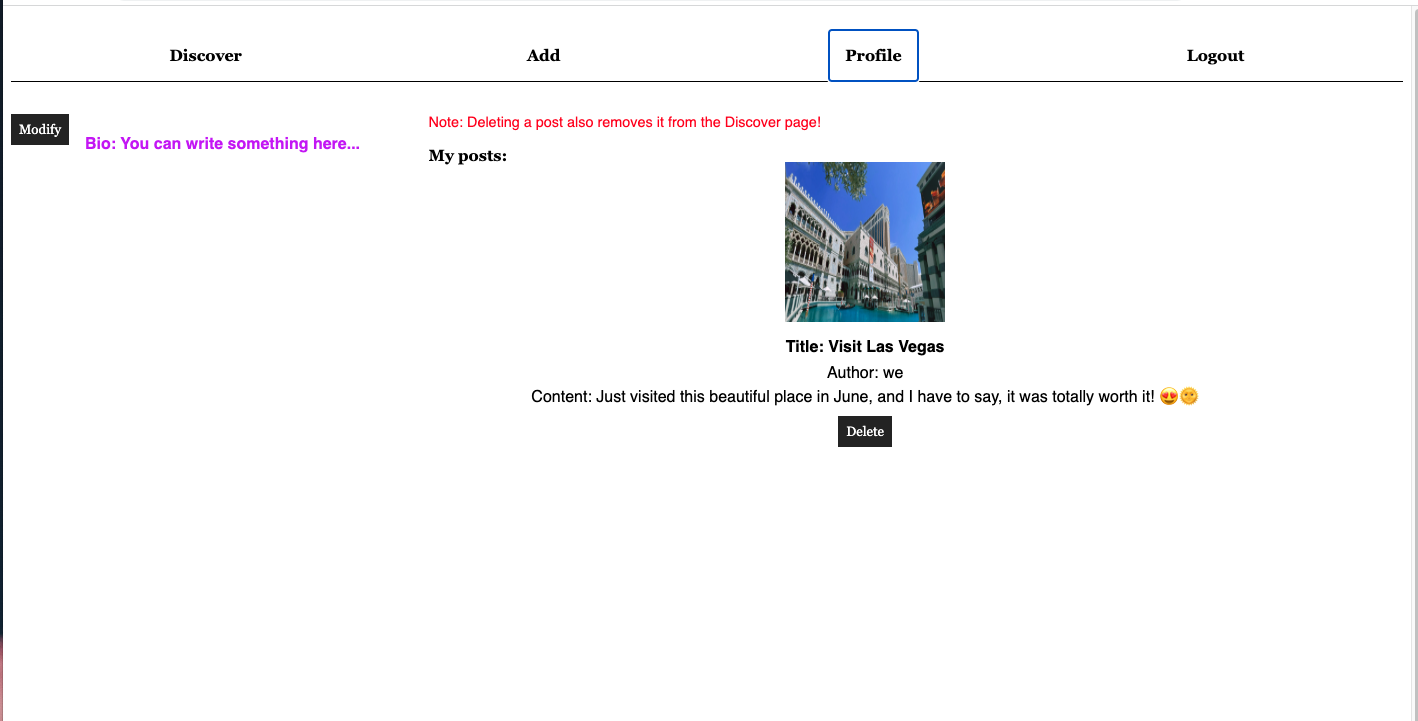 Discover Add Profile Logout
Modify
Bio: You can write something here...
Note: Deleting a post also removes it from the Discover page!
My posts:
Title: Visit Las Vegas
Author: we
Content: Just visited this beautiful place in June, and I have to say, it was totally worth it! 😍🫢
Delete